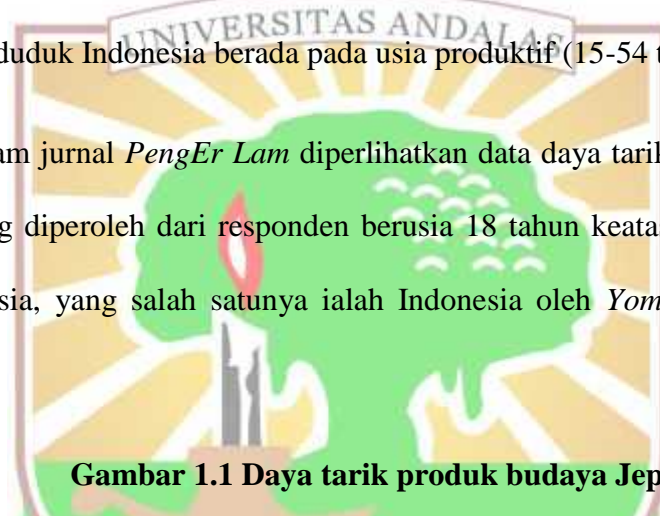 UNIVERSITAS ANDALAS
duduk Indonesia berada pada usia produktif (15-54 t
am jurnal PengEr Lam diperlihatkan data daya tarik
g diperoleh dari responden berusia 18 tahun keatas
sia, yang salah satunya ialah Indonesia oleh Yom
Gambar 1.1 Daya tarik produk budaya Jep